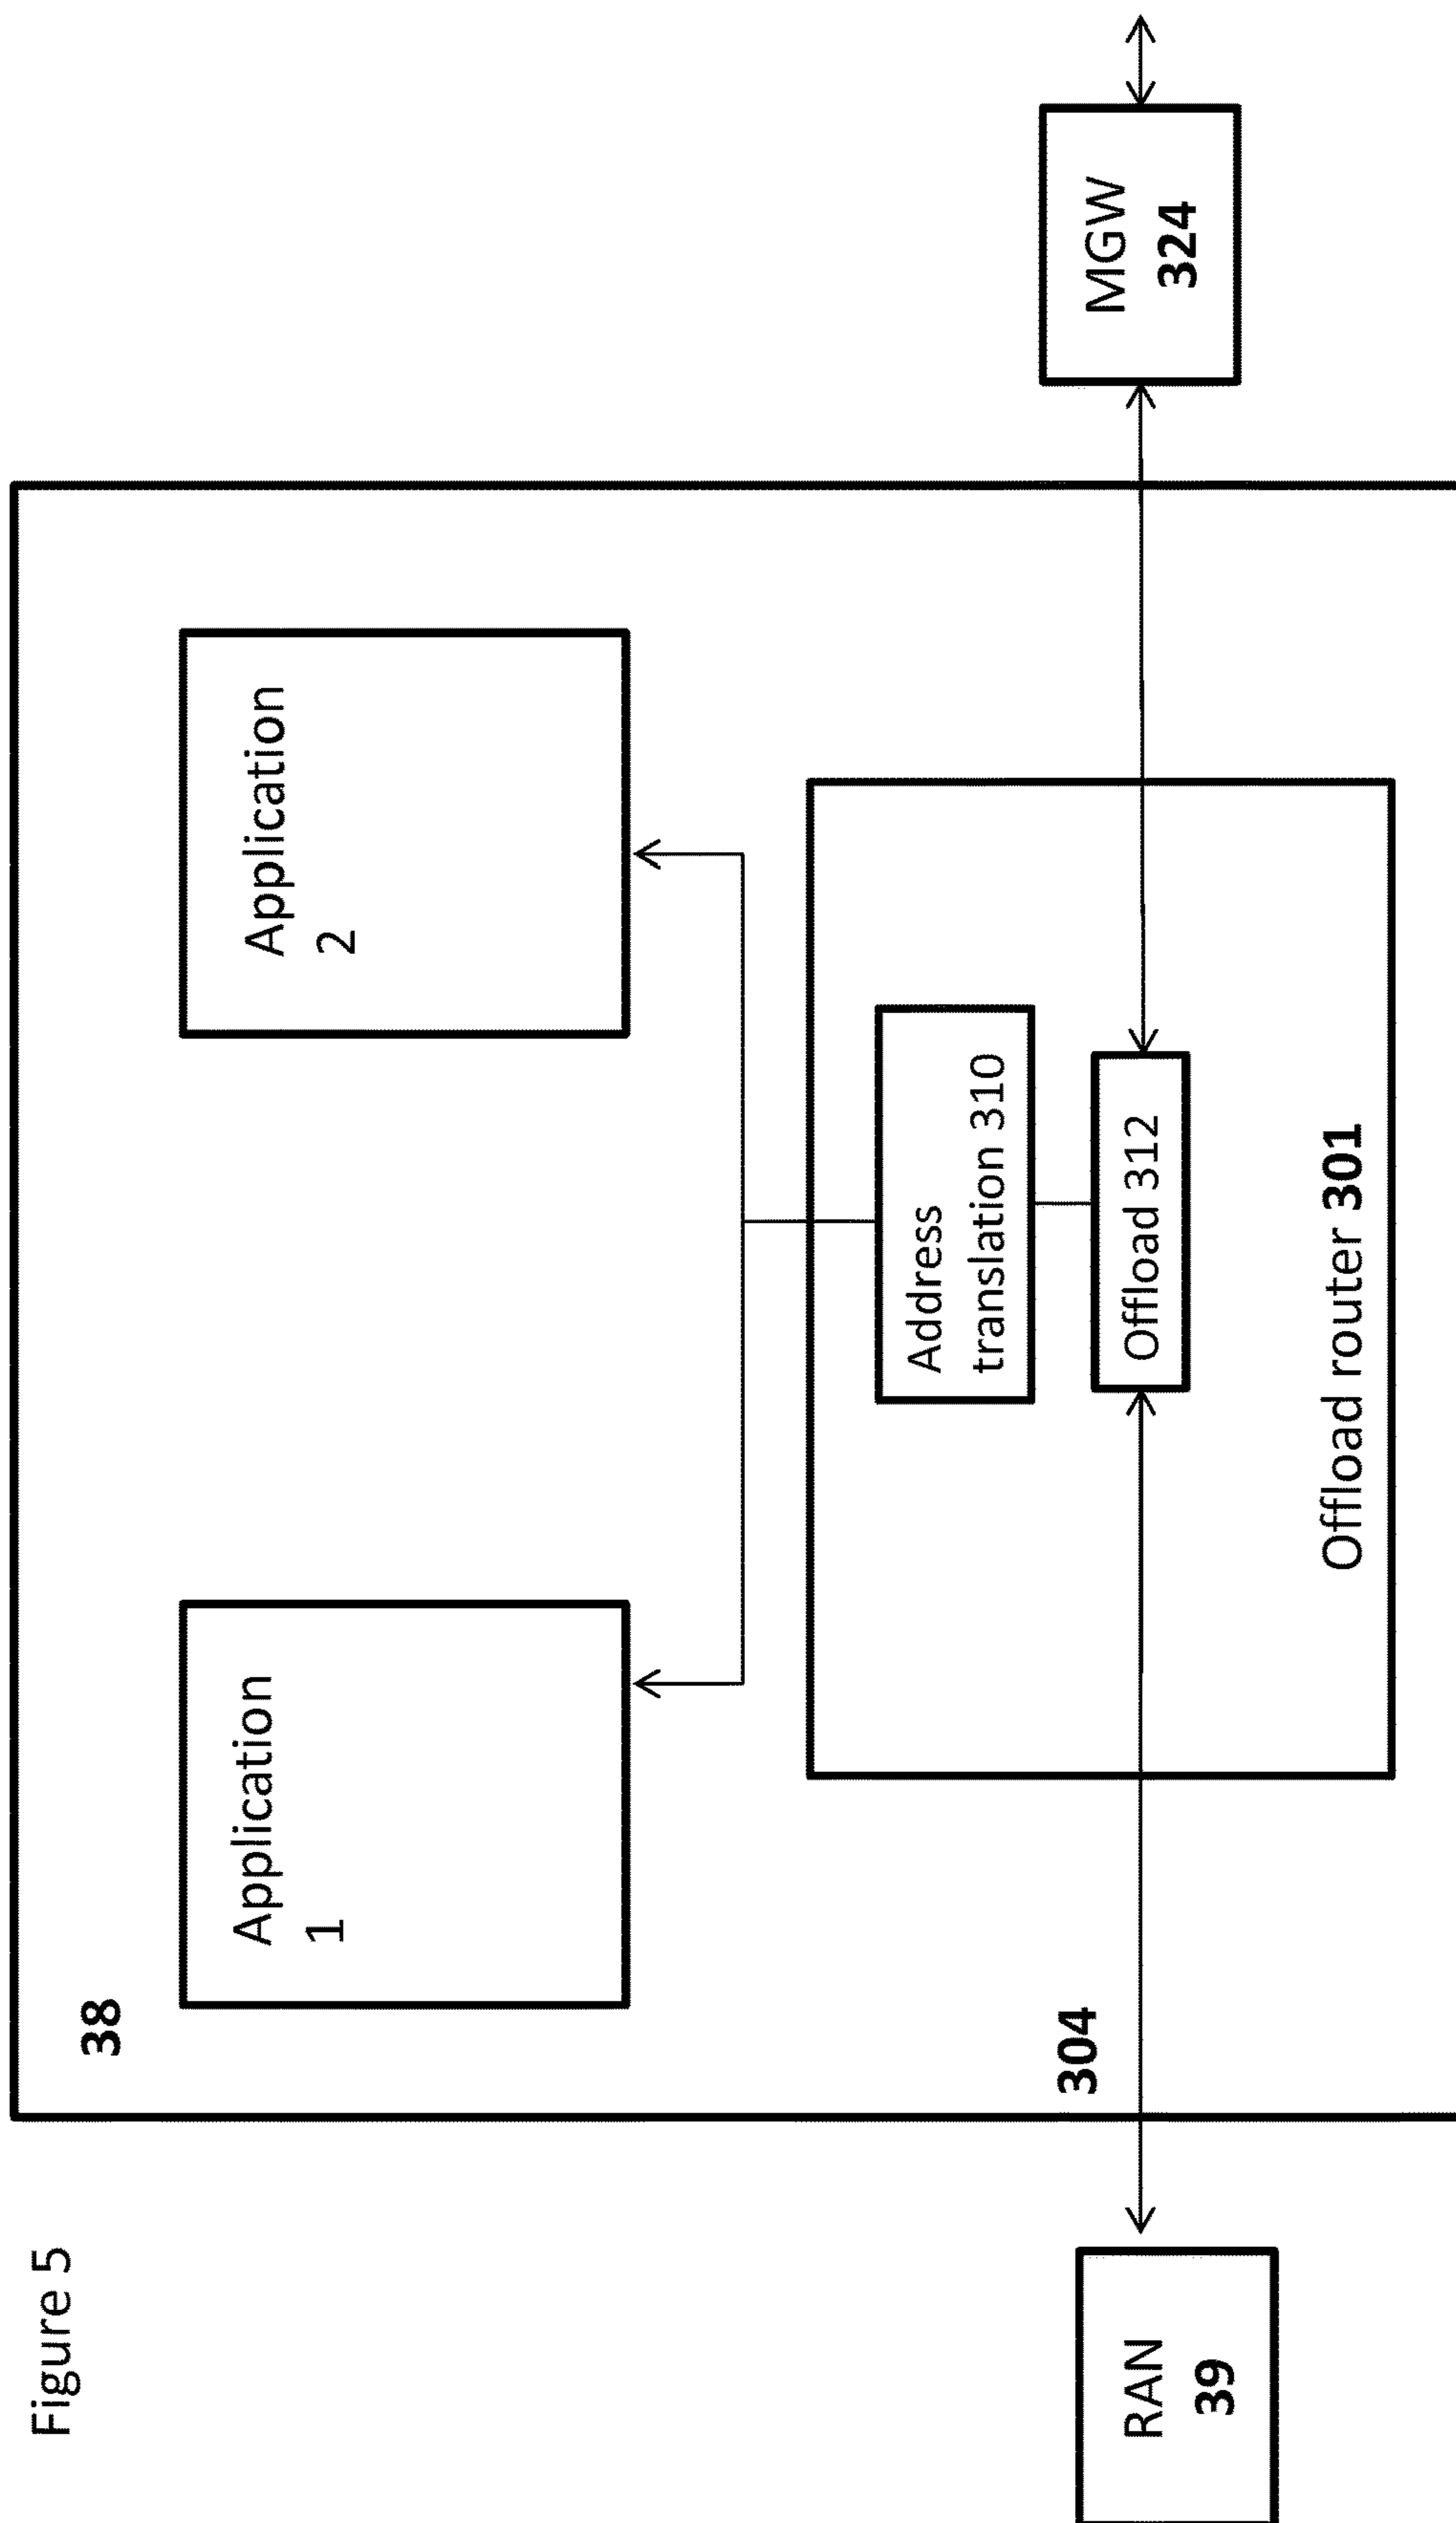 Figure 5
38
Application
1
Application
2
Address
translation 310
304
Offload 312
Offload router 301
RAN
39
MGW
324